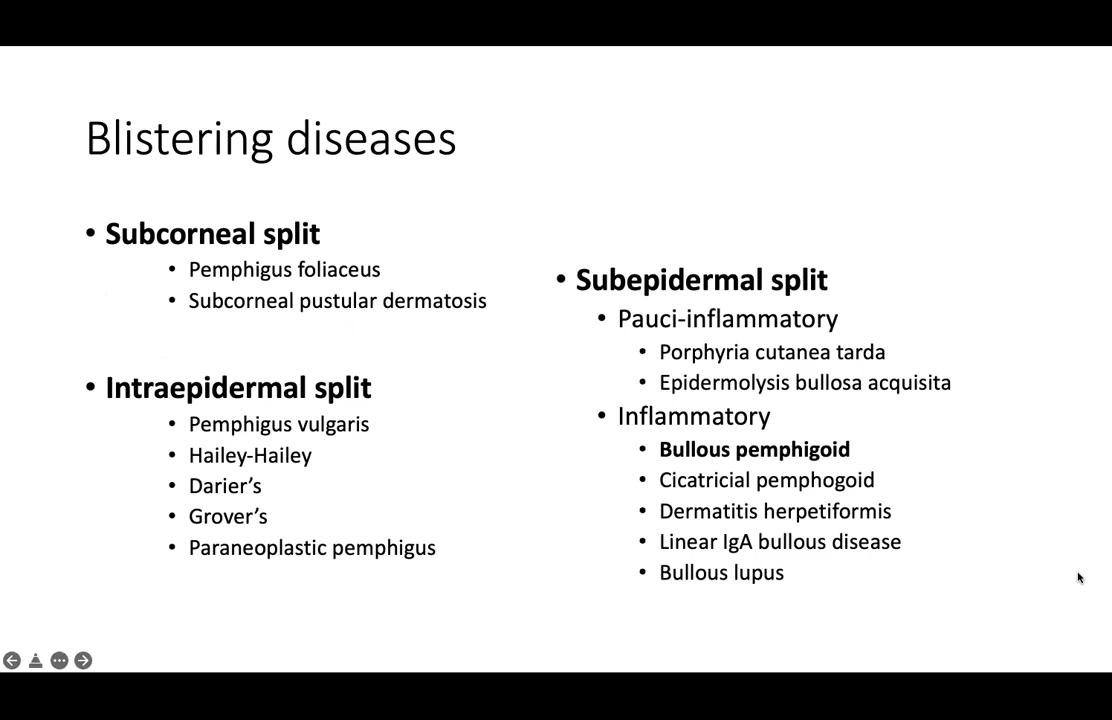 Blistering diseases
• Subcorneal split
• Pemphigus foliaceus
• Subcorneal pustular dermatosis
• Intraepidermal split
• Pemphigus vulgaris
• Hailey-Hailey
• Darier’s
• Grover’s
• Paraneoplastic pemphigus
• Subepidermal split
• Pauci-inflammatory
• Porphyria cutanea tarda
• Epidermolysis bullosa acquisita
• Inflammatory
• Bullous pemphigoid
• Cicatricial pemphogoid
• Dermatitis herpetiformis
• Linear IgA bullous disease
• Bullous lupus